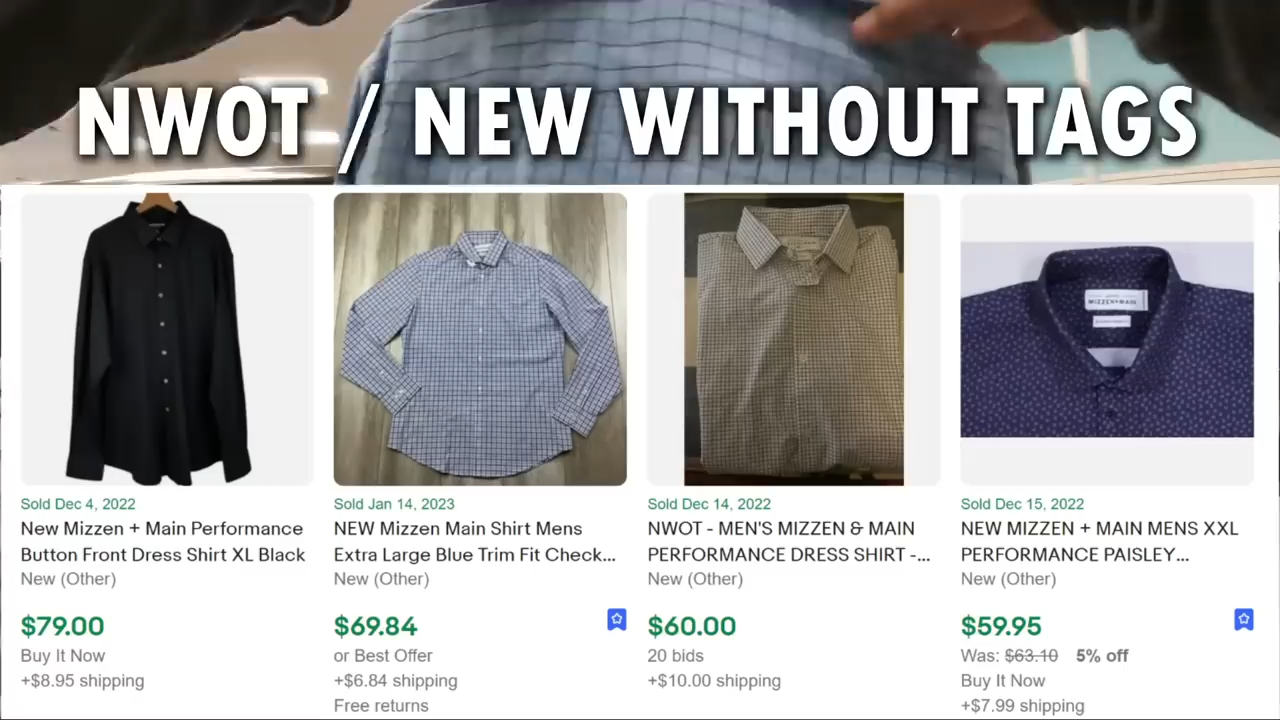 NWOT / NEW WITHOUT TAGS
MIZZEN+MAIN
Sold Dec 4, 2022
New Mizzen + Main Performance
Button Front Dress Shirt XL Black
New (Other)
$79.00
Buy It Now
+$8.95 shipping
Sold Jan 14, 2023
NEW Mizzen Main Shirt Mens
Extra Large Blue Trim Fit Check...
New (Other)
$69.84
or Best Offer
+$6.84 shipping
Free returns
Sold Dec 14, 2022
NWOT - MEN'S MIZZEN & MAIN
PERFORMANCE DRESS SHIRT -...
New (Other)
$60.00
20 bids
+$10.00 shipping
Sold Dec 15, 2022
NEW MIZZEN + MAIN MENS XXL
PERFORMANCE PAISLEY...
New (Other)
$59.95
Was: $63.10 5% off
Buy It Now
+$7.99 shipping